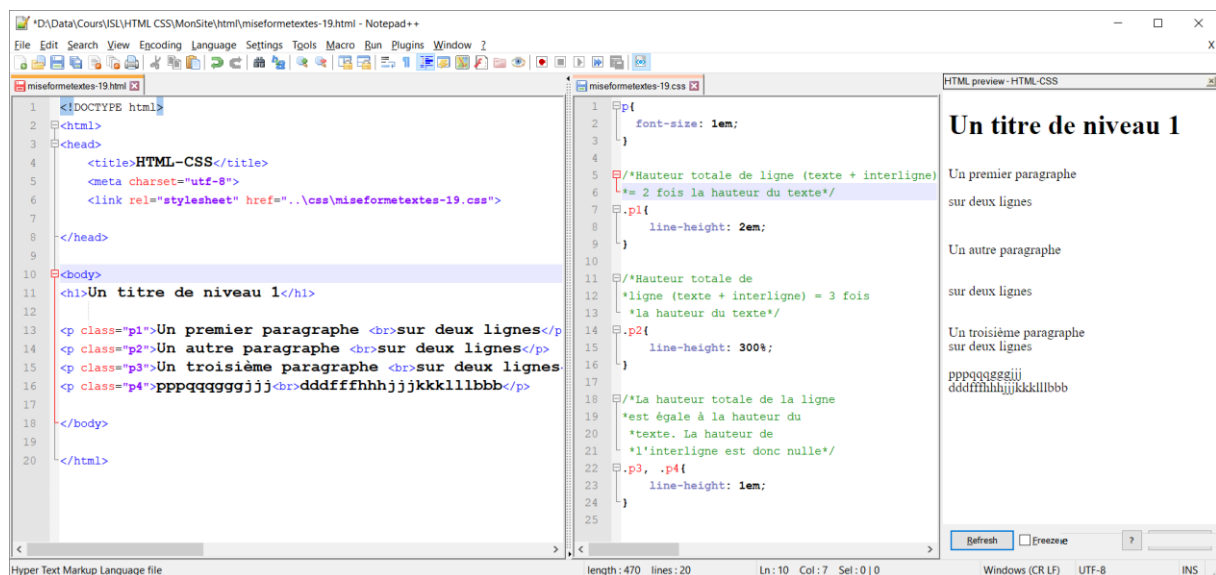 *D:\Data\Cours\ISL\HTML CSS\MonSite\html\miseformetextes-19.html - Notepad++
File Edit Search View Encoding Language Settings Tools Macro Run Plugins Window ?
X
miseformetextes-19.html
1 <!DOCTYPE html>
2 <html>
3 <head>
4 <title>HTML-CSS</title>
5 <meta charset="utf-8">
6 <link rel="stylesheet" href="..\css\miseformetextes-19.css">
7
8 </head>
9
10 <body>
11 <h1>Un titre de niveau 1</h1>
12
13 <p class="p1">Un premier paragraphe <br>sur deux lignes</p
14 <p class="p2">Un autre paragraphe <br>sur deux lignes</p>
15 <p class="p3">Un troisième paragraphe <br>sur deux lignes
16 <p class="p4">pppqqqgggjjj<br>dddfffhhhjjjkkklllbbb</p>
17
18 </body>
19
20 </html>
miseformetextes-19.css
1 p{
2 font-size: 1em;
3 }
4
5 /*Hauteur totale de ligne (texte + interligne)
6 *= 2 fois la hauteur du texte*/
7 .p1{
8 line-height: 2em;
9 }
10
11 /*Hauteur totale de
12 *ligne (texte + interligne) = 3 fois
13 *la hauteur du texte*/
14 .p2{
15 line-height: 300%;
16 }
17
18 /*La hauteur totale de la ligne
19 *est égale à la hauteur du
20 *texte. La hauteur de
21 *l'interligne est donc nulle*/
22 .p3, .p4{
23 line-height: 1em;
24 }
25
HTML preview - HTML-CSS
Un titre de niveau 1
Un premier paragraphe
sur deux lignes
Un autre paragraphe
sur deux lignes
Un troisième paragraphe
sur deux lignes
pppqqqgggjjj
dddfffhhhjjjkkklllbbb
Refresh ?
Hyper Text Markup Language file length : 470 lines : 20 Ln : 10 Col : 7 Sel : 0 | 0 Windows (CR LF) UTF-8 INS